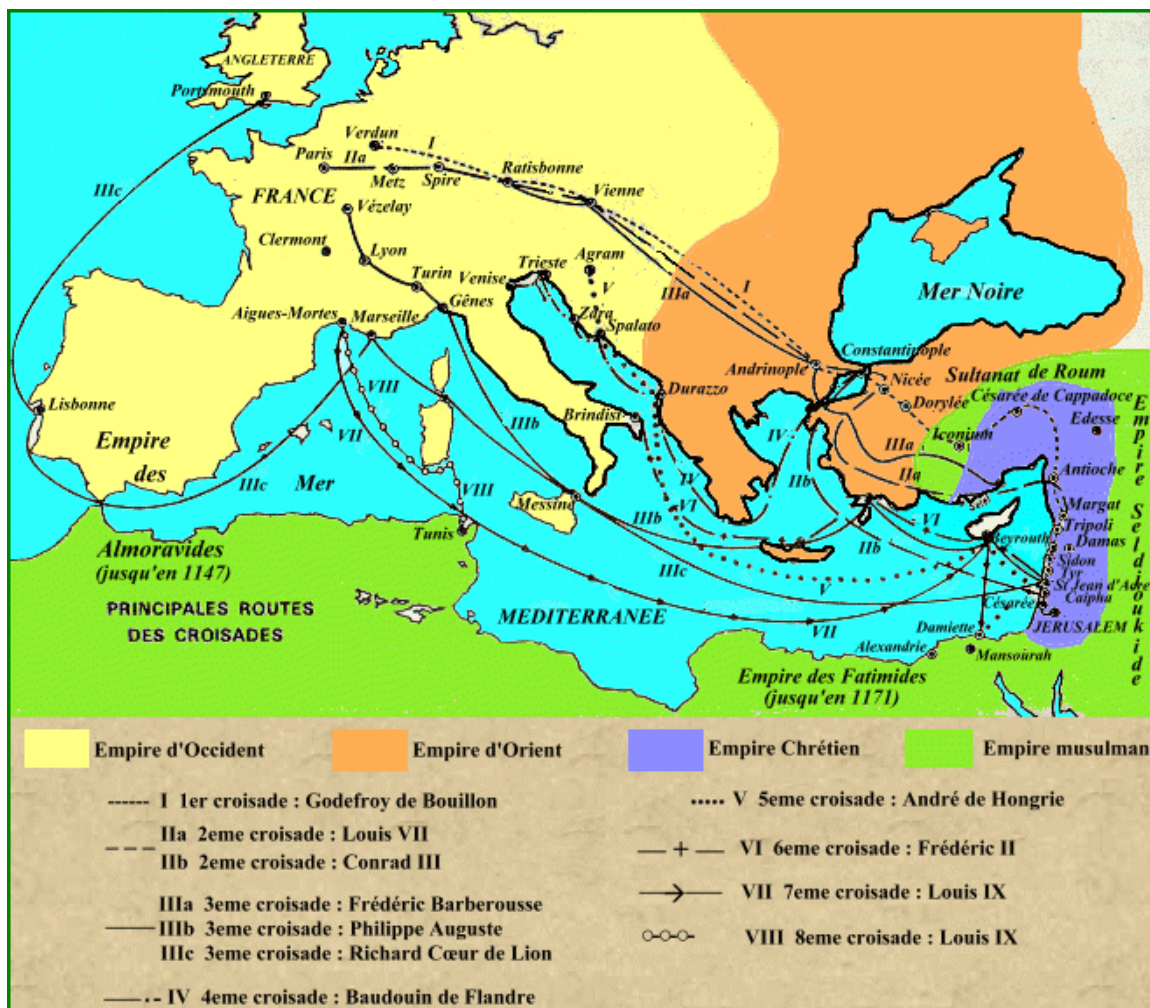 ANGLETERRE
Portsmouth
Verdun
I
Paris
IIa
Metz
Spire
Ratisbonne
Vienne
IIIc
FRANCE
Vézelay
Clermont
Lyon
Turin
Gênes
Venise
Trieste
Agram
V
Zara
Spalato
IIIa
I
Mer Noire
Aigues-Mortes
Marseille
VIII
VII
Durazzo
Brindisi
Andrinople
Constantinople
Nicée
Dorylée
Sultanat de Roum
Césarée de Cappadoce
Iconium
Edesse
Empire Seldjoukide
Lisbonne
Empire
des
Almoravides
(jusqu'en 1147)
IIIc
Mer
IIIb
VIII
Messine
Tunis
IV
IV
VI
IIb
IIIb
IIIa
IIa
IIb
VI
Antioche
Margat
Tripoli
Beyrouth
Damas
Sidon
Tyr
St Jean d'Acre
Césarée
Caipha
JERUSALEM
IIIc
V
VII
PRINCIPALES ROUTES
DES CROISADES
MEDITERRANEE
Damiette
Alexandrie
Mansourah
Empire des Fatimides
(jusqu'en 1171)
Empire d'Occident
Empire d'Orient
Empire Chrétien
Empire musulman
I 1er croisade : Godefroy de Bouillon
IIa 2eme croisade : Louis VII
IIb 2eme croisade : Conrad III
IIIa 3eme croisade : Frédéric Barberousse
IIIb 3eme croisade : Philippe Auguste
IIIc 3eme croisade : Richard Cœur de Lion
IV 4eme croisade : Baudouin de Flandre
V 5eme croisade : André de Hongrie
VI 6eme croisade : Frédéric II
VII 7eme croisade : Louis IX
VIII 8eme croisade : Louis IX